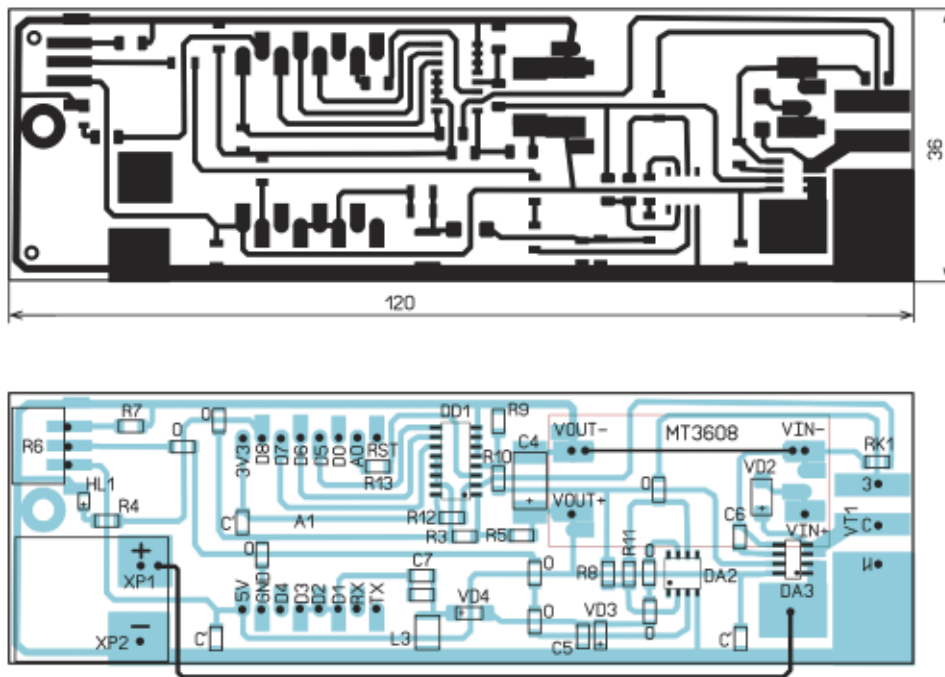 36
120
R6
R7
0
0
3V3
D8
D7
D6
D5
D0
A0
RST
R13
DD1
R9
C4
R10
VOUT-
MT3608
VIN-
RK1
HL1
R4
C'
A1
R12
R3
R5
VOUT+
0
VD2
C6
VIN+
VT1
З
С
И
+
XP1
XP2
-
0
5V
GND
D4
D3
D2
D1
RX
TX
C7
C'
L3
VD4
0
0
C5
VD3
R8
R11
0
0
DA2
C'
DA3